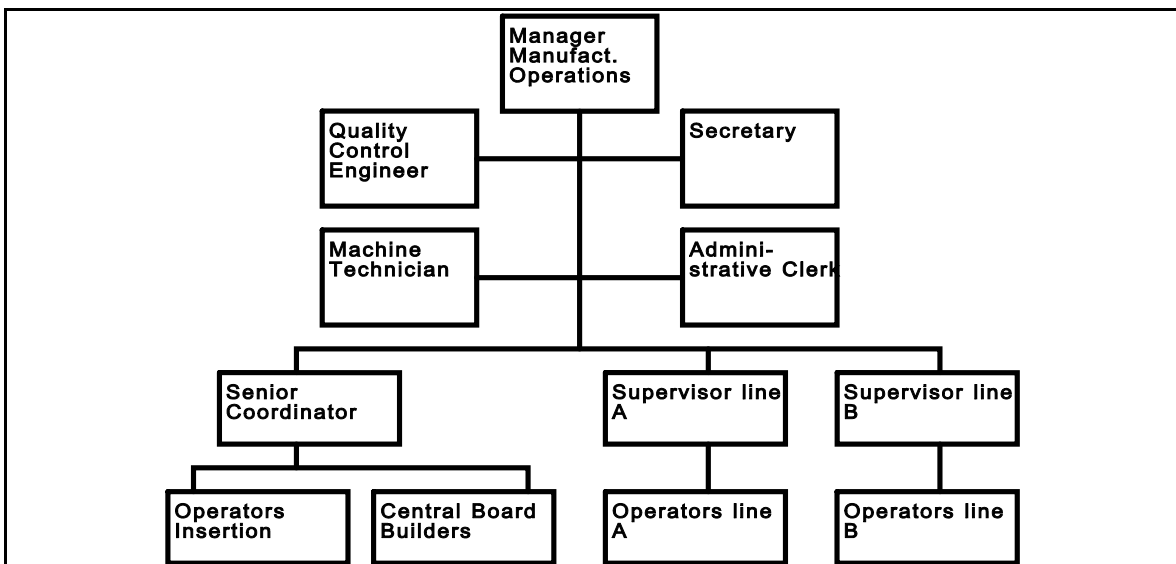 Manager
Manufact.
Operations
Quality
Control
Engineer
Secretary
Machine
Technician
Admini-
strative Clerk
Senior
Coordinator
Supervisor line
A
Supervisor line
B
Operators
Insertion
Central Board
Builders
Operators line
A
Operators line
B